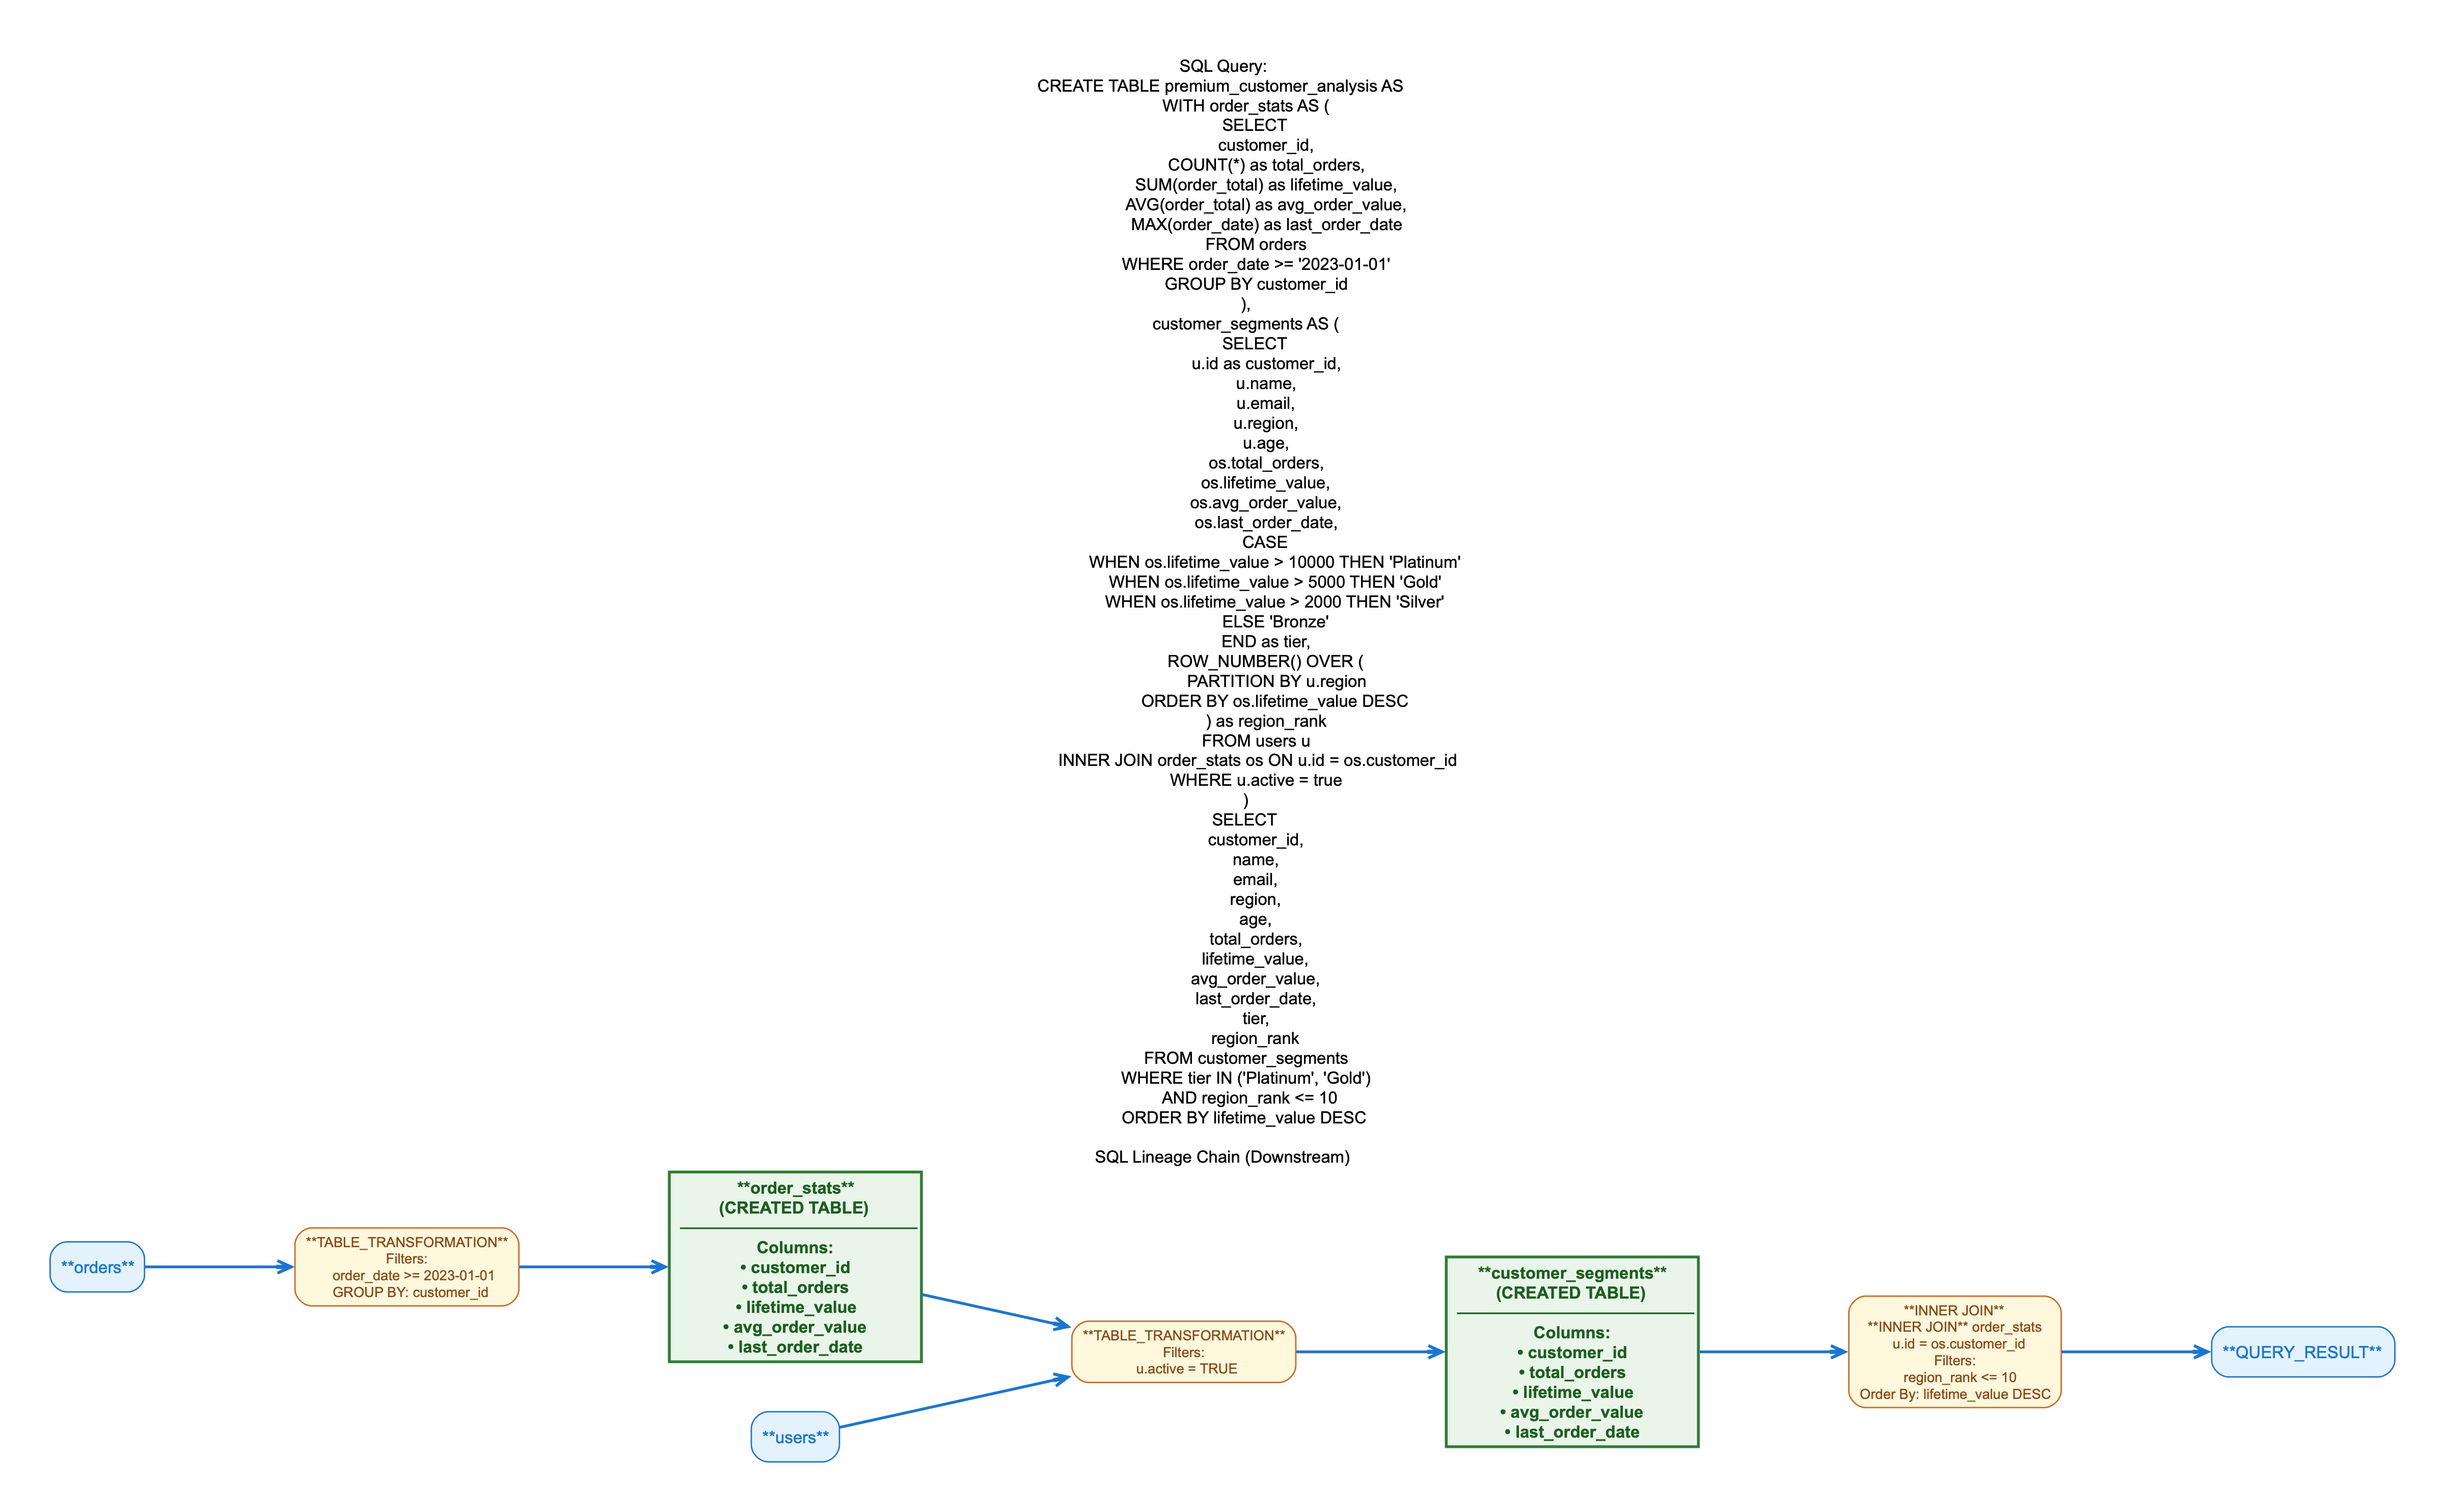 SQL Query:
CREATE TABLE premium_customer_analysis AS
WITH order_stats AS (
SELECT
customer_id,
COUNT(*) as total_orders,
SUM(order_total) as lifetime_value,
AVG(order_total) as avg_order_value,
MAX(order_date) as last_order_date
FROM orders
WHERE order_date >= '2023-01-01'
GROUP BY customer_id
),
customer_segments AS (
SELECT
u.id as customer_id,
u.name,
u.email,
u.region,
u.age,
os.total_orders,
os.lifetime_value,
os.avg_order_value,
os.last_order_date,
CASE
WHEN os.lifetime_value > 10000 THEN 'Platinum'
WHEN os.lifetime_value > 5000 THEN 'Gold'
WHEN os.lifetime_value > 2000 THEN 'Silver'
ELSE 'Bronze'
END as tier,
ROW_NUMBER() OVER (
PARTITION BY u.region
ORDER BY os.lifetime_value DESC
) as region_rank
FROM users u
INNER JOIN order_stats os ON u.id = os.customer_id
WHERE u.active = true
)
SELECT
customer_id,
name,
email,
region,
age,
total_orders,
lifetime_value,
avg_order_value,
last_order_date,
tier,
region_rank
FROM customer_segments
WHERE tier IN ('Platinum', 'Gold')
AND region_rank <= 10
ORDER BY lifetime_value DESC
SQL Lineage Chain (Downstream)
**orders**
**TABLE_TRANSFORMATION**
Filters:
order_date >= 2023-01-01
GROUP BY: customer_id
**order_stats**
(CREATED TABLE)
Columns:
• customer_id
• total_orders
• lifetime_value
• avg_order_value
• last_order_date
**users**
**TABLE_TRANSFORMATION**
Filters:
u.active = TRUE
**customer_segments**
(CREATED TABLE)
Columns:
• customer_id
• total_orders
• lifetime_value
• avg_order_value
• last_order_date
**INNER JOIN**
**INNER JOIN** order_stats
u.id = os.customer_id
Filters:
region_rank <= 10
Order By: lifetime_value DESC
**QUERY_RESULT**